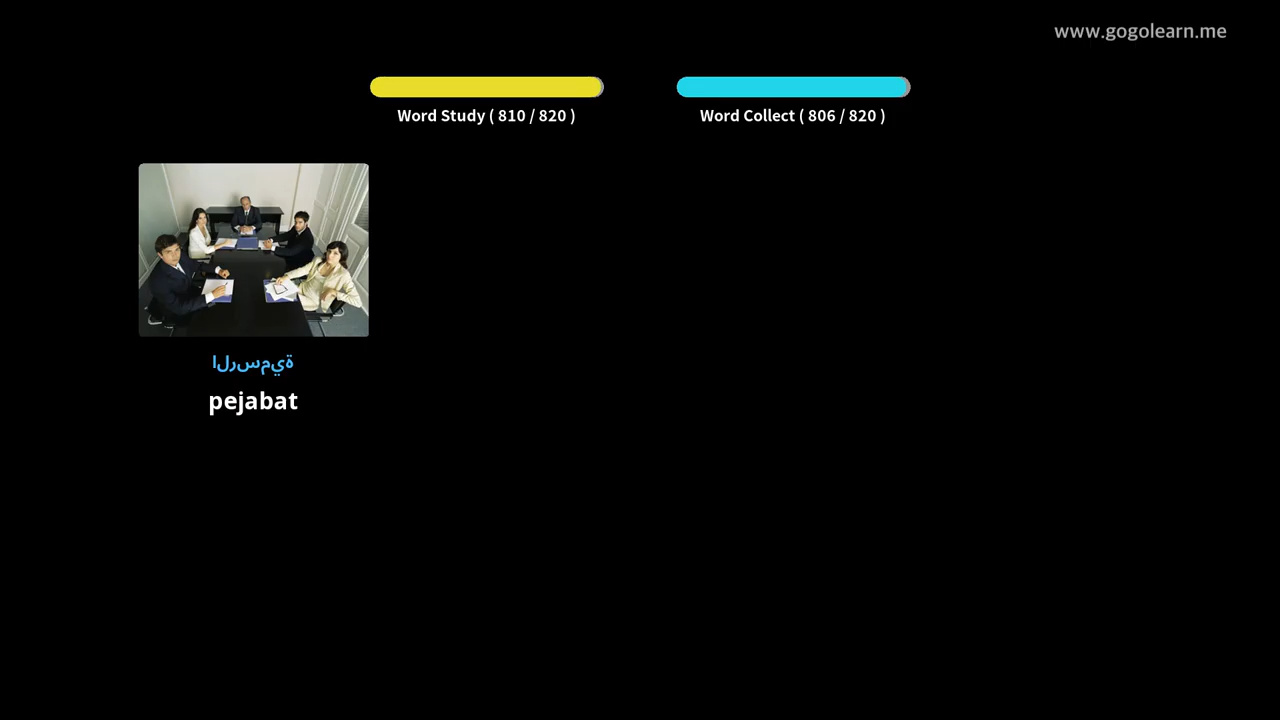 www.gogolearn.me
Word Study ( 810 / 820 )
Word Collect ( 806 / 820 )
الرسمية
pejabat